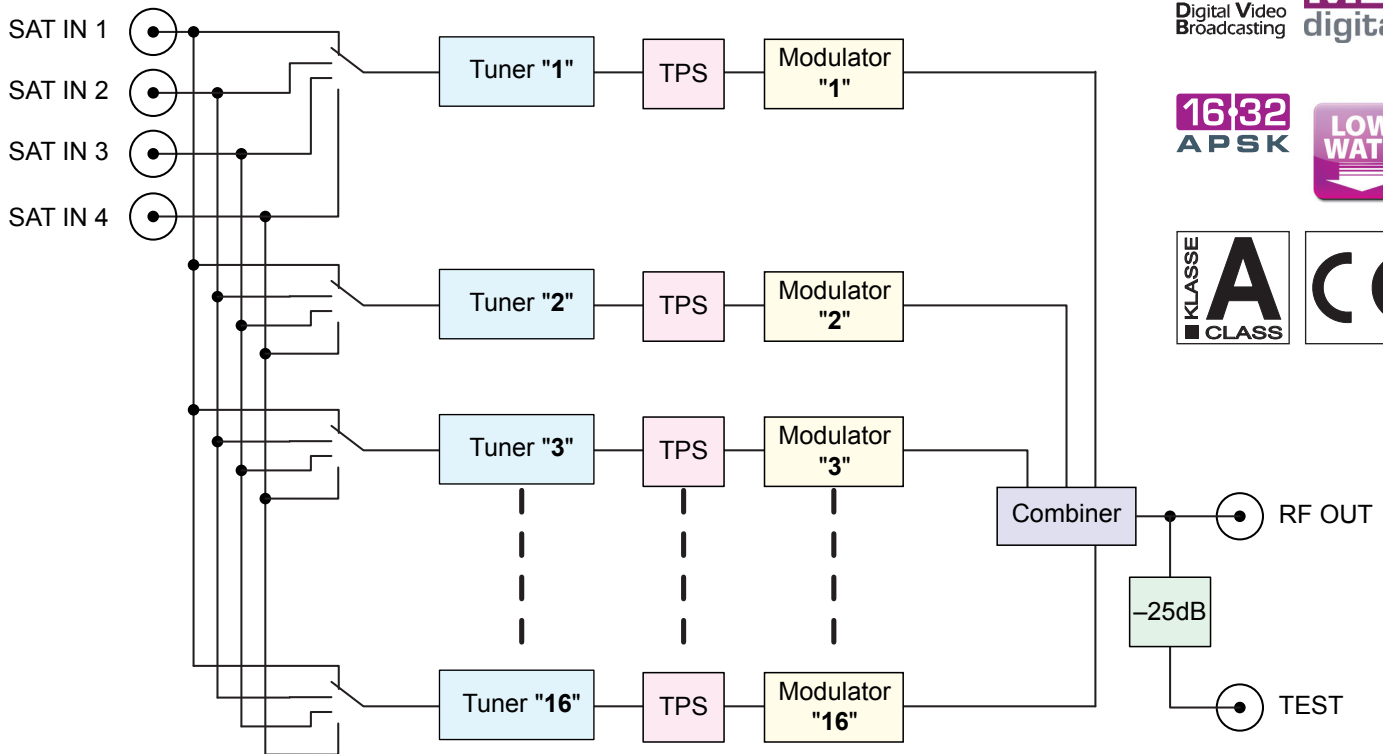 SAT IN 1
SAT IN 2
SAT IN 3
SAT IN 4
Tuner "1"
TPS
Modulator
"1"
Tuner "2"
TPS
Modulator
"2"
Tuner "3"
TPS
Modulator
"3"
Tuner "16"
TPS
Modulator
"16"
Combiner
RF OUT
–25dB
TEST
Digital Video
Broadcasting
16 32
APSK
KLASSE
A
CLASS